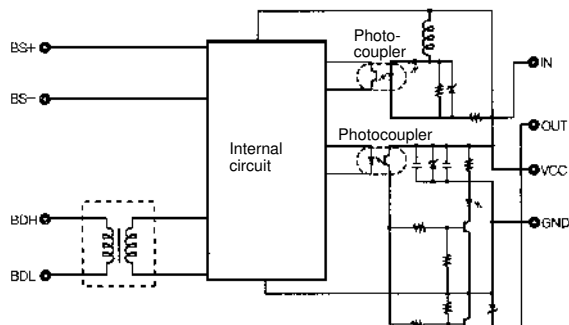 BS+
BS−
BDH
BDL
Internal
circuit
Photo-
coupler
Photocoupler
IN
OUT
VCC
GND